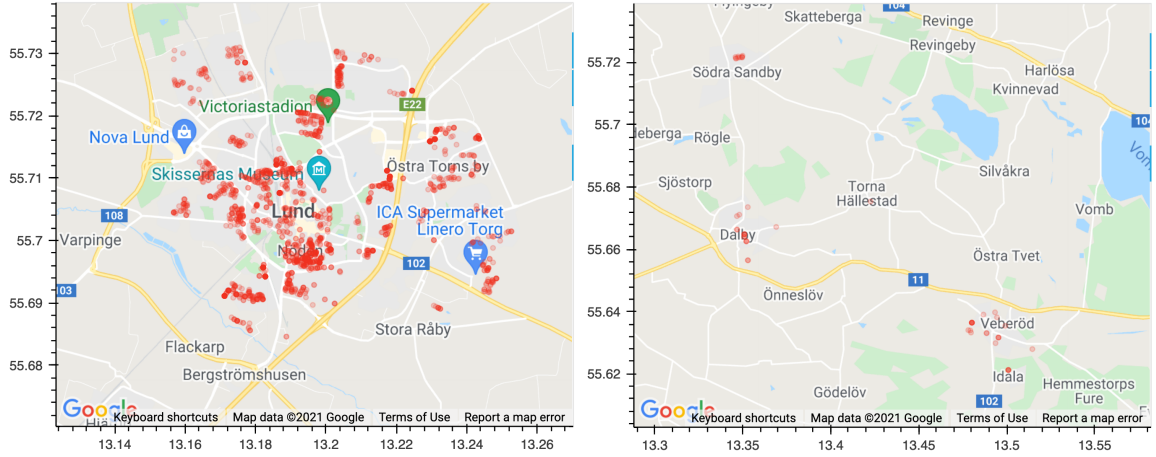 55.73
55.72
55.71
55.7
55.69
55.68
Victoriastadion
E22
Nova Lund
Skissernas Museum
Östra Torns by
Lund
ICA Supermarket
Linero Torg
108
Varpinge
102
103
Stora Råby
Flackarp
Bergströmshusen
Google
Keyboard shortcuts
Map data ©2021 Google
Terms of Use
Report a map error
13.14
13.16
13.18
13.2
13.22
13.24
13.26
55.72
55.7
55.68
55.66
55.64
55.62
104
Skatteberga
Revinge
Revingeby
Södra Sandby
Harlösa
Kvinnevad
104
Rögle
Silvåkra
Sjöstorp
Torna
Hällestad
Vomb
Dalby
Östra Tvet
11
Önneslöv
Veberöd
Idala
Gödelöv
Hemmestorps
Fure
102
Google
Keyboard shortcuts
Map data ©2021 Google
Terms of Use
Report a map error
13.3
13.35
13.4
13.45
13.5
13.55